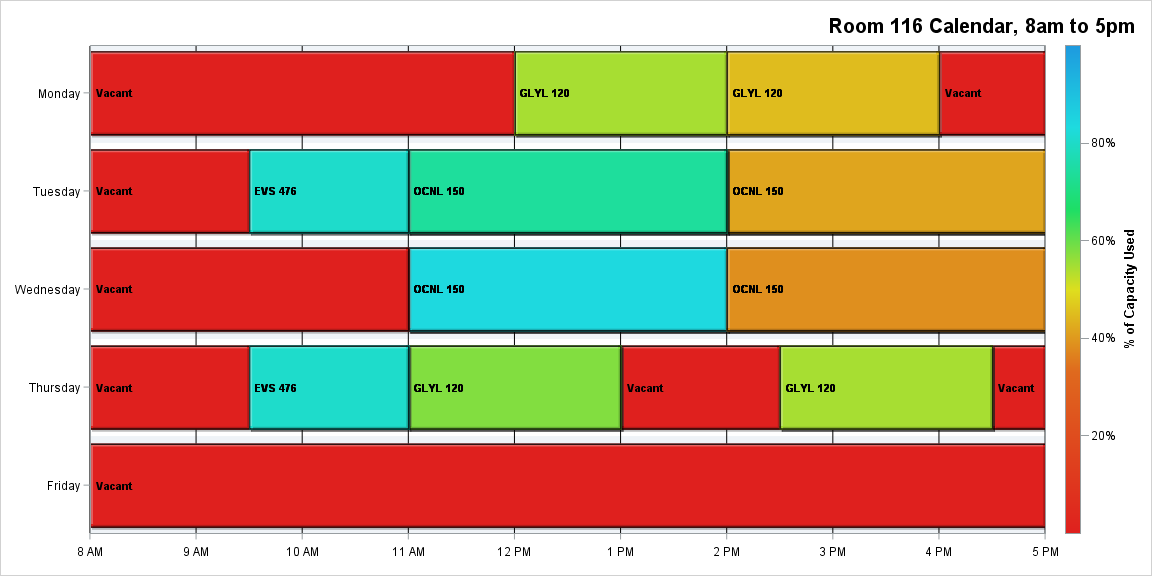 Room 116 Calendar, 8am to 5pm
Monday
Vacant
GLYL 120
GLYL 120
Vacant
Tuesday
Vacant
EVS 476
OCNL 150
OCNL 150
Wednesday
Vacant
OCNL 150
OCNL 150
Thursday
Vacant
EVS 476
GLYL 120
Vacant
GLYL 120
Vacant
Friday
Vacant
8 AM
9 AM
10 AM
11 AM
12 PM
1 PM
2 PM
3 PM
4 PM
5 PM
80%
60%
40%
20%
% of Capacity Used